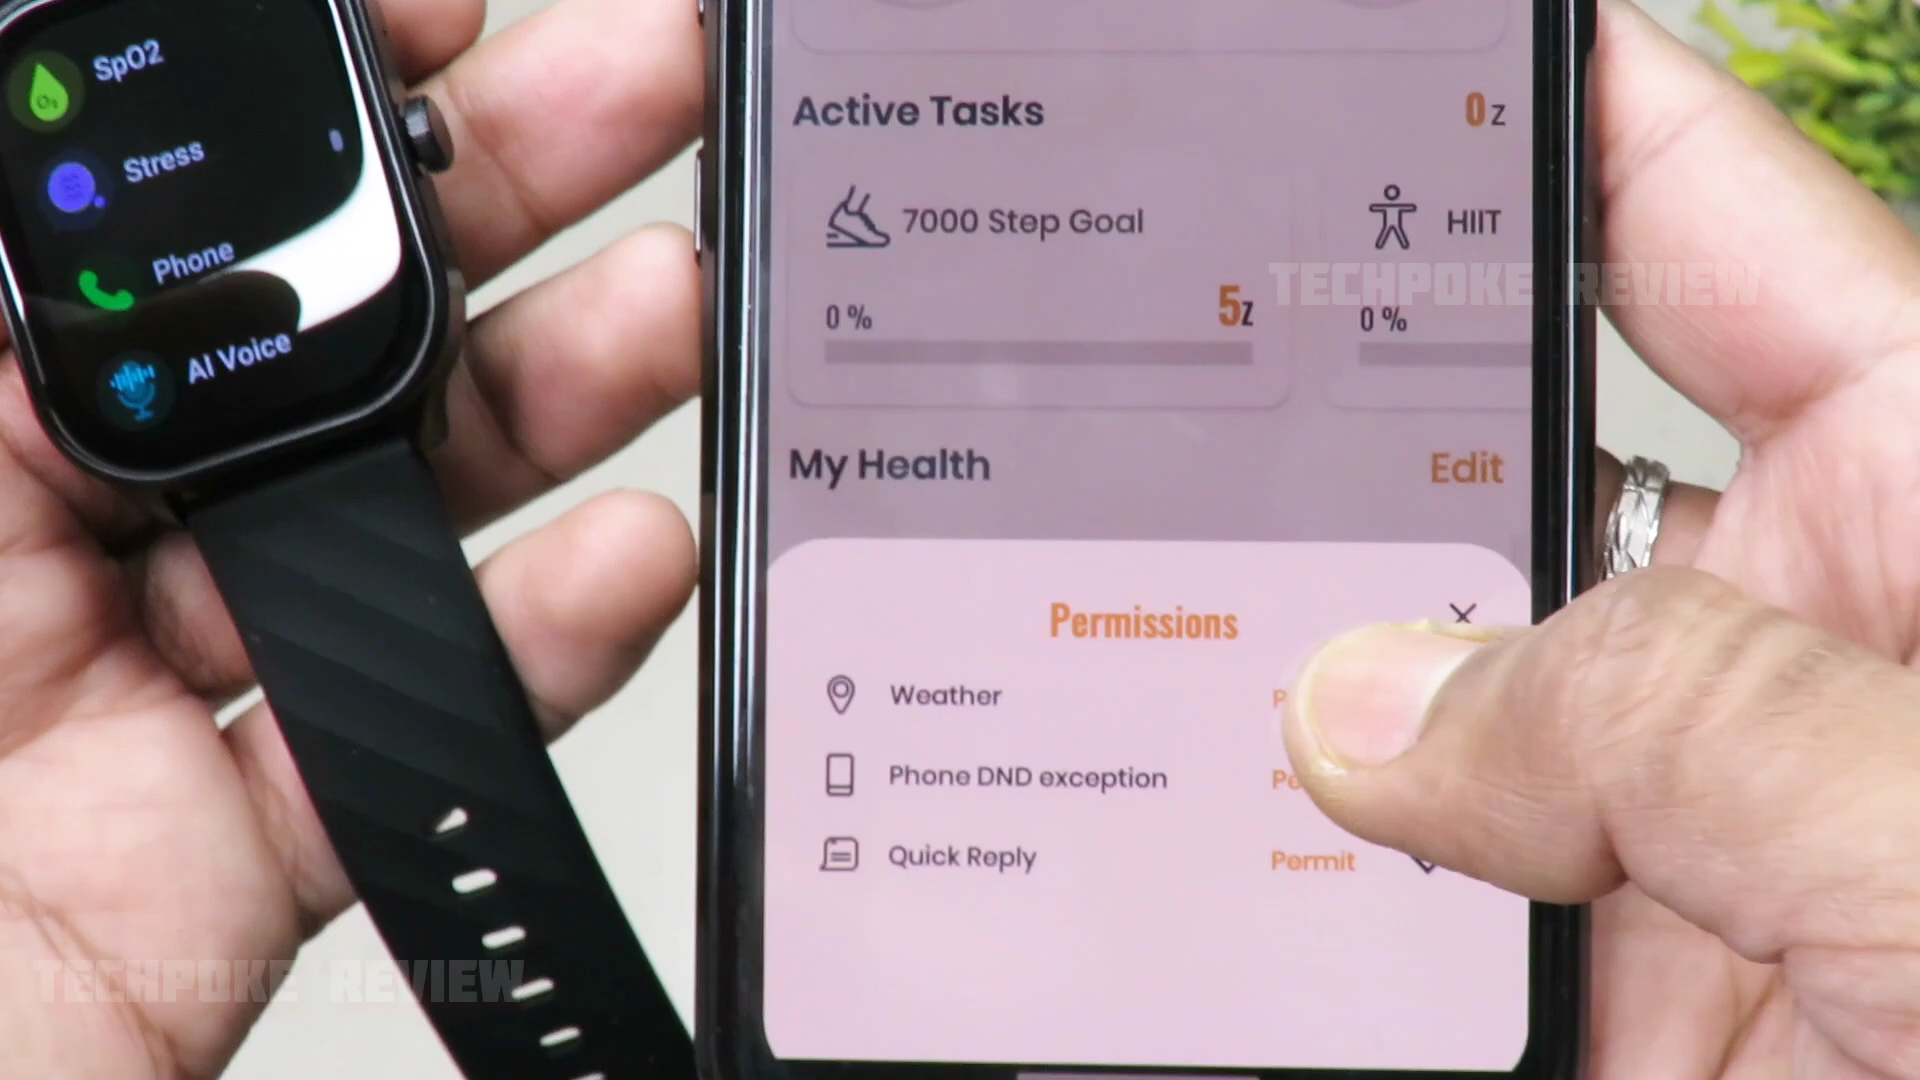 SpO2
Stress
Phone
AI Voice
Active Tasks
0z
7000 Step Goal
HIIT
TECHPOKE REVIEW
0 %
5z
0 %
My Health
Edit
Permissions
Weather
Phone DND exception
Quick Reply
Permit
TECHPOKE REVIEW